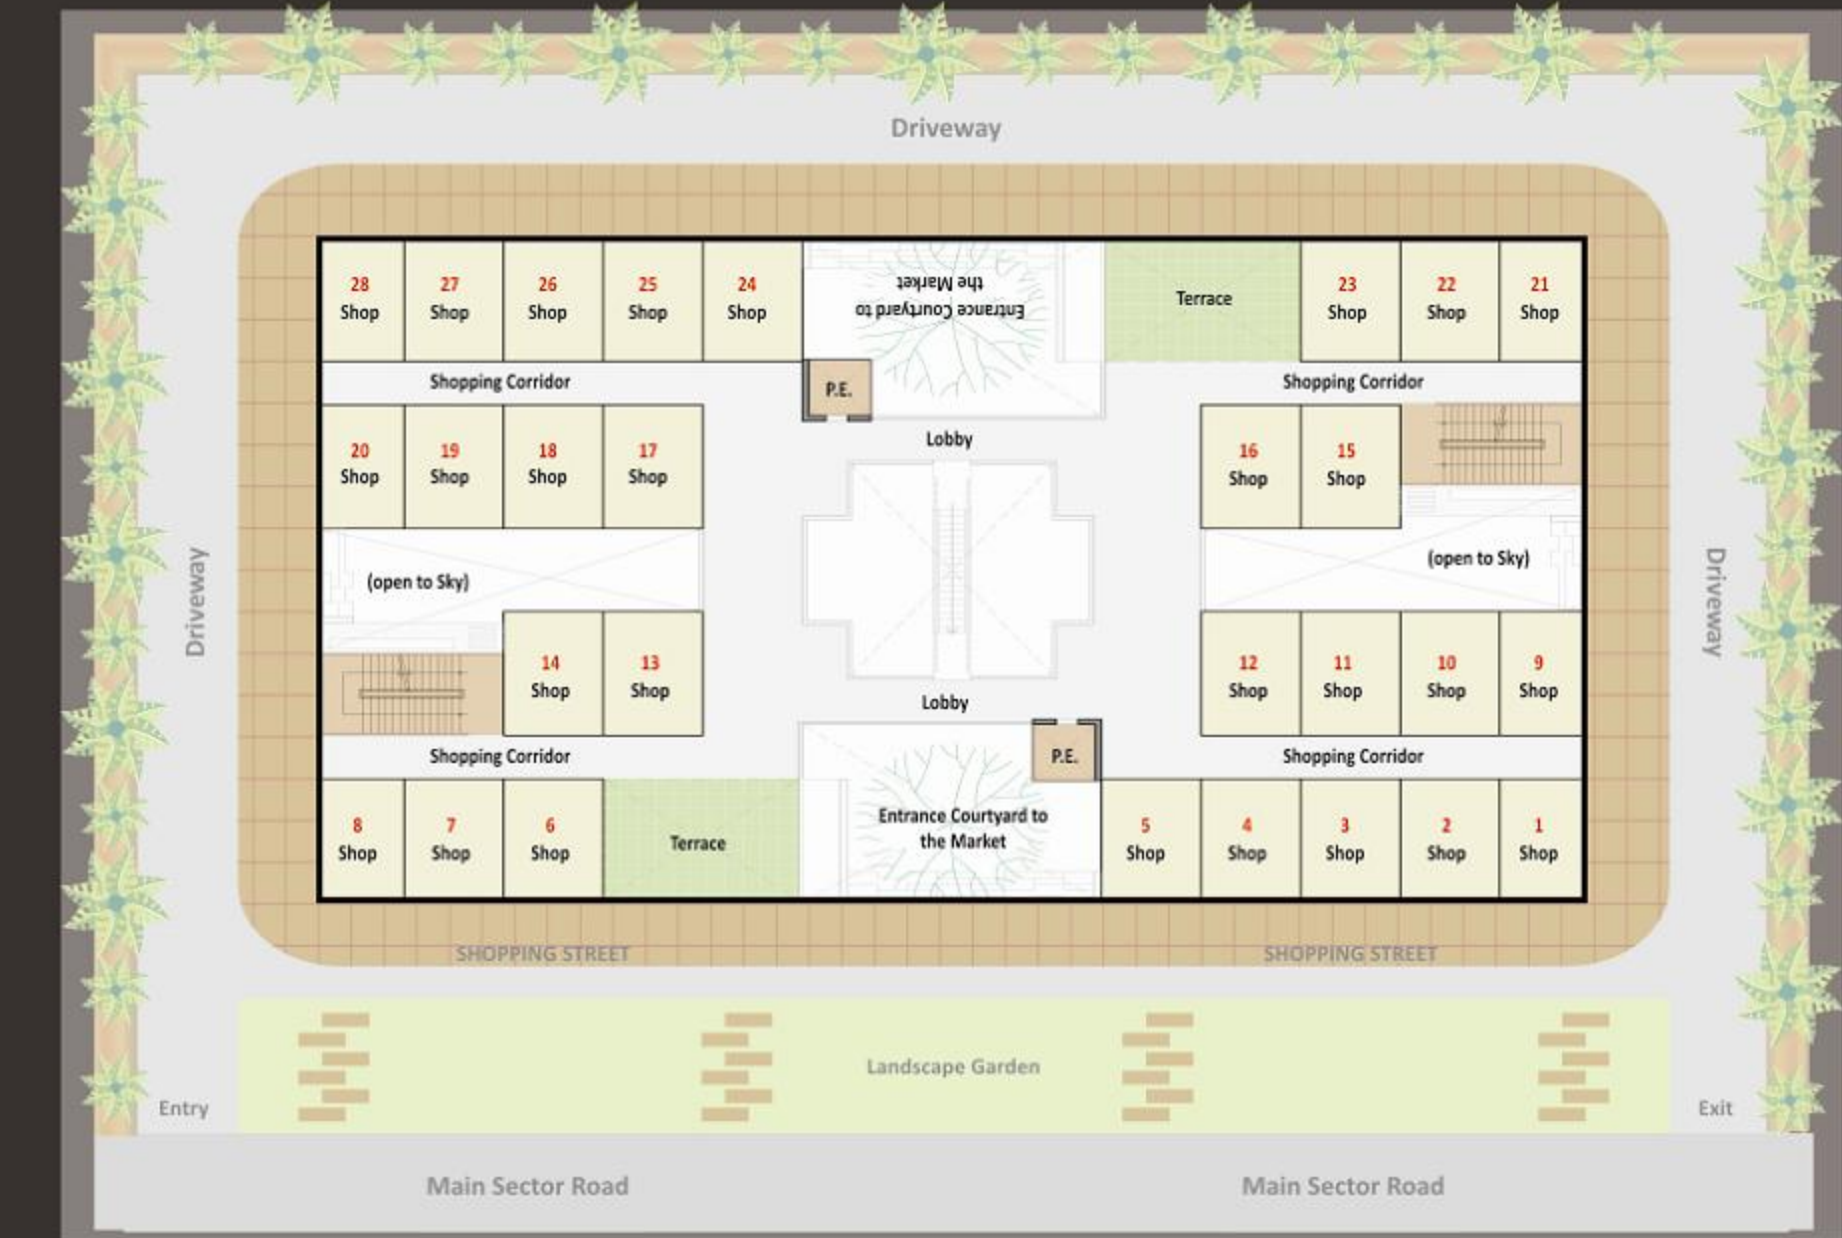 Driveway
28
Shop
27
Shop
26
Shop
25
Shop
24
Shop
Entrance Courtyard to
the Market
Terrace
23
Shop
22
Shop
21
Shop
Shopping Corridor
P.E.
Shopping Corridor
Lobby
20
Shop
19
Shop
18
Shop
17
Shop
16
Shop
15
Shop
(open to Sky)
(open to Sky)
Driveway
Driveway
14
Shop
13
Shop
12
Shop
11
Shop
10
Shop
9
Shop
Lobby
Shopping Corridor
P.E.
Shopping Corridor
8
Shop
7
Shop
6
Shop
Terrace
Entrance Courtyard to
the Market
5
Shop
4
Shop
3
Shop
2
Shop
1
Shop
SHOPPING STREET
SHOPPING STREET
Landscape Garden
Entry
Exit
Main Sector Road
Main Sector Road